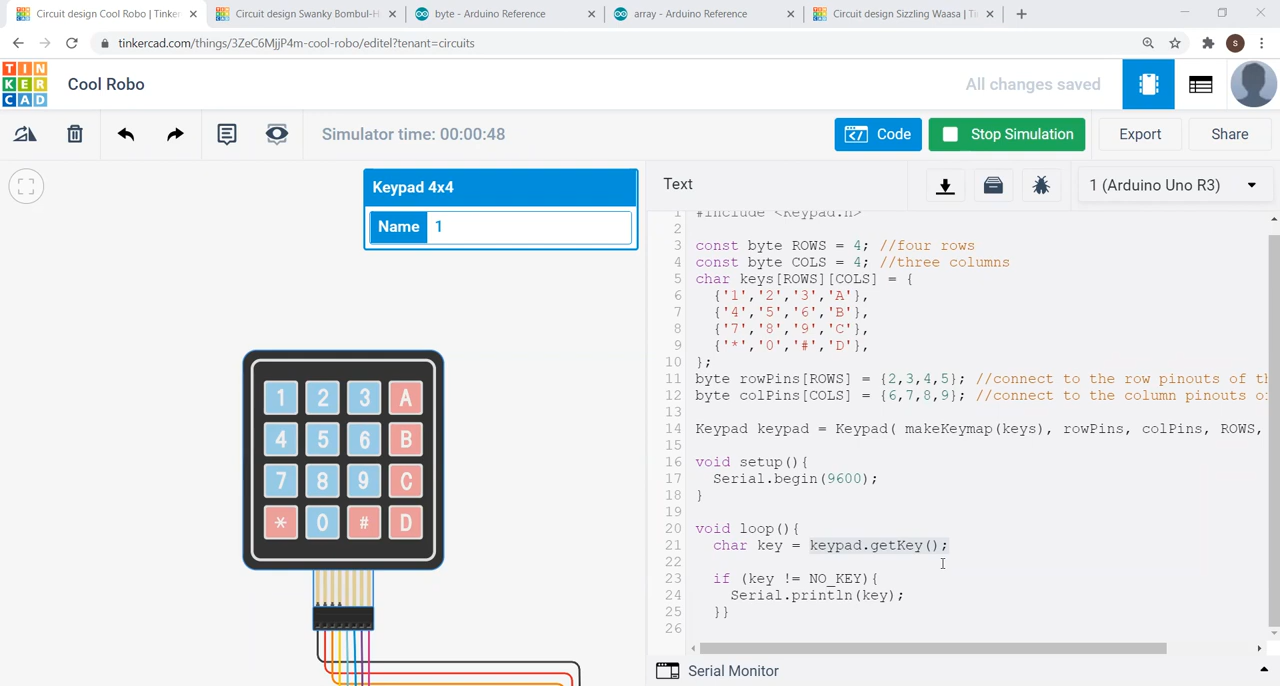 Circuit design Cool Robo | Tinker
Circuit design Swanky Bombul-H
byte - Arduino Reference
array - Arduino Reference
Circuit design Sizzling Waasa | Ti
tinkercad.com/things/3ZeC6MjjP4m-cool-robo/editel?tenant=circuits
S
TIN
KER
CAD
Cool Robo
All changes saved
Simulator time: 00:00:48
Code
Stop Simulation
Export
Share
Keypad 4x4
Name 1
Text
1 (Arduino Uno R3)
1 #include <Keypad.h>
2
3 const byte ROWS = 4; //four rows
4 const byte COLS = 4; //three columns
5 char keys[ROWS][COLS] = {
6 {'1','2','3','A'},
7 {'4','5','6','B'},
8 {'7','8','9','C'},
9 {'*','0','#','D'},
10 };
11 byte rowPins[ROWS] = {2,3,4,5}; //connect to the row pinouts of th
12 byte colPins[COLS] = {6,7,8,9}; //connect to the column pinouts o
13
14 Keypad keypad = Keypad( makeKeymap(keys), rowPins, colPins, ROWS,
15
16 void setup(){
17 Serial.begin(9600);
18 }
19
20 void loop(){
21 char key = keypad.getKey();
22
23 if (key != NO_KEY){
24 Serial.println(key);
25 }}
26
1 2 3 A
4 5 6 B
7 8 9 C
* 0 # D
Serial Monitor